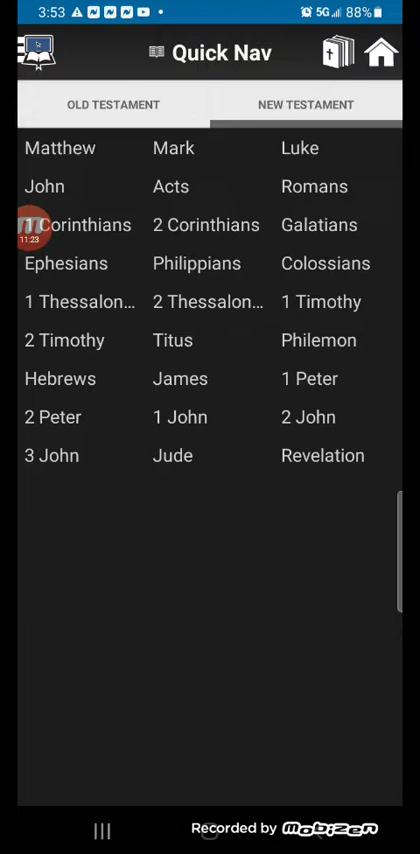 3:53 5G 88%
Quick Nav
OLD TESTAMENT NEW TESTAMENT
Matthew Mark Luke
John Acts Romans
1 Corinthians 2 Corinthians Galatians
11:23
Ephesians Philippians Colossians
1 Thessalon... 2 Thessalon... 1 Timothy
2 Timothy Titus Philemon
Hebrews James 1 Peter
2 Peter 1 John 2 John
3 John Jude Revelation
Recorded by mobizen